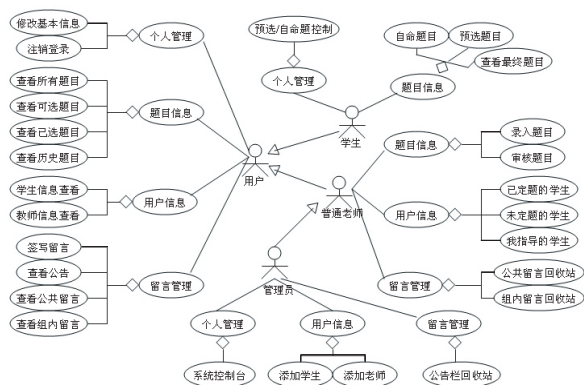 修改基本信息
注销登录
个人管理
查看所有题目
查看可选题目
查看已选题目
查看历史题目
题目信息
学生信息查看
教师信息查看
用户信息
签写留言
查看公告
查看公共留言
查看组内留言
留言管理
用户
预选/自命题控制
个人管理
自命题目
预选题目
查看最终题目
题目信息
学生
题目信息
录入题目
审核题目
用户信息
已定题的学生
未定题的学生
我指导的学生
留言管理
公共留言回收站
组内留言回收站
普通老师
管理员
个人管理
系统控制台
用户信息
添加学生
添加老师
留言管理
公告栏回收站